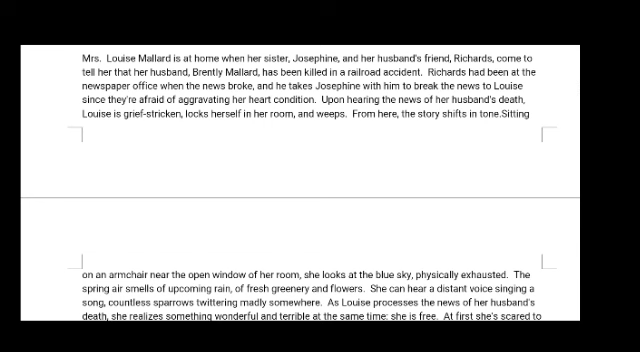 Mrs.  Louise Mallard is at home when her sister, Josephine, and her husband's friend, Richards, come to
tell her that her husband, Brently Mallard, has been killed in a railroad accident.  Richards had been at the
newspaper office when the news broke, and he takes Josephine with him to break the news to Louise
since they're afraid of aggravating her heart condition.  Upon hearing the news of her husband's death,
Louise is grief-stricken, locks herself in her room, and weeps.  From here, the story shifts in tone.Sitting
on an armchair near the open window of her room, she looks at the blue sky, physically exhausted.  The
spring air smells of upcoming rain, of fresh greenery and flowers.  She can hear a distant voice singing a
song, countless sparrows twittering madly somewhere.  As Louise processes the news of her husband's
death, she realizes something wonderful and terrible at the same time: she is free.  At first she's scared to